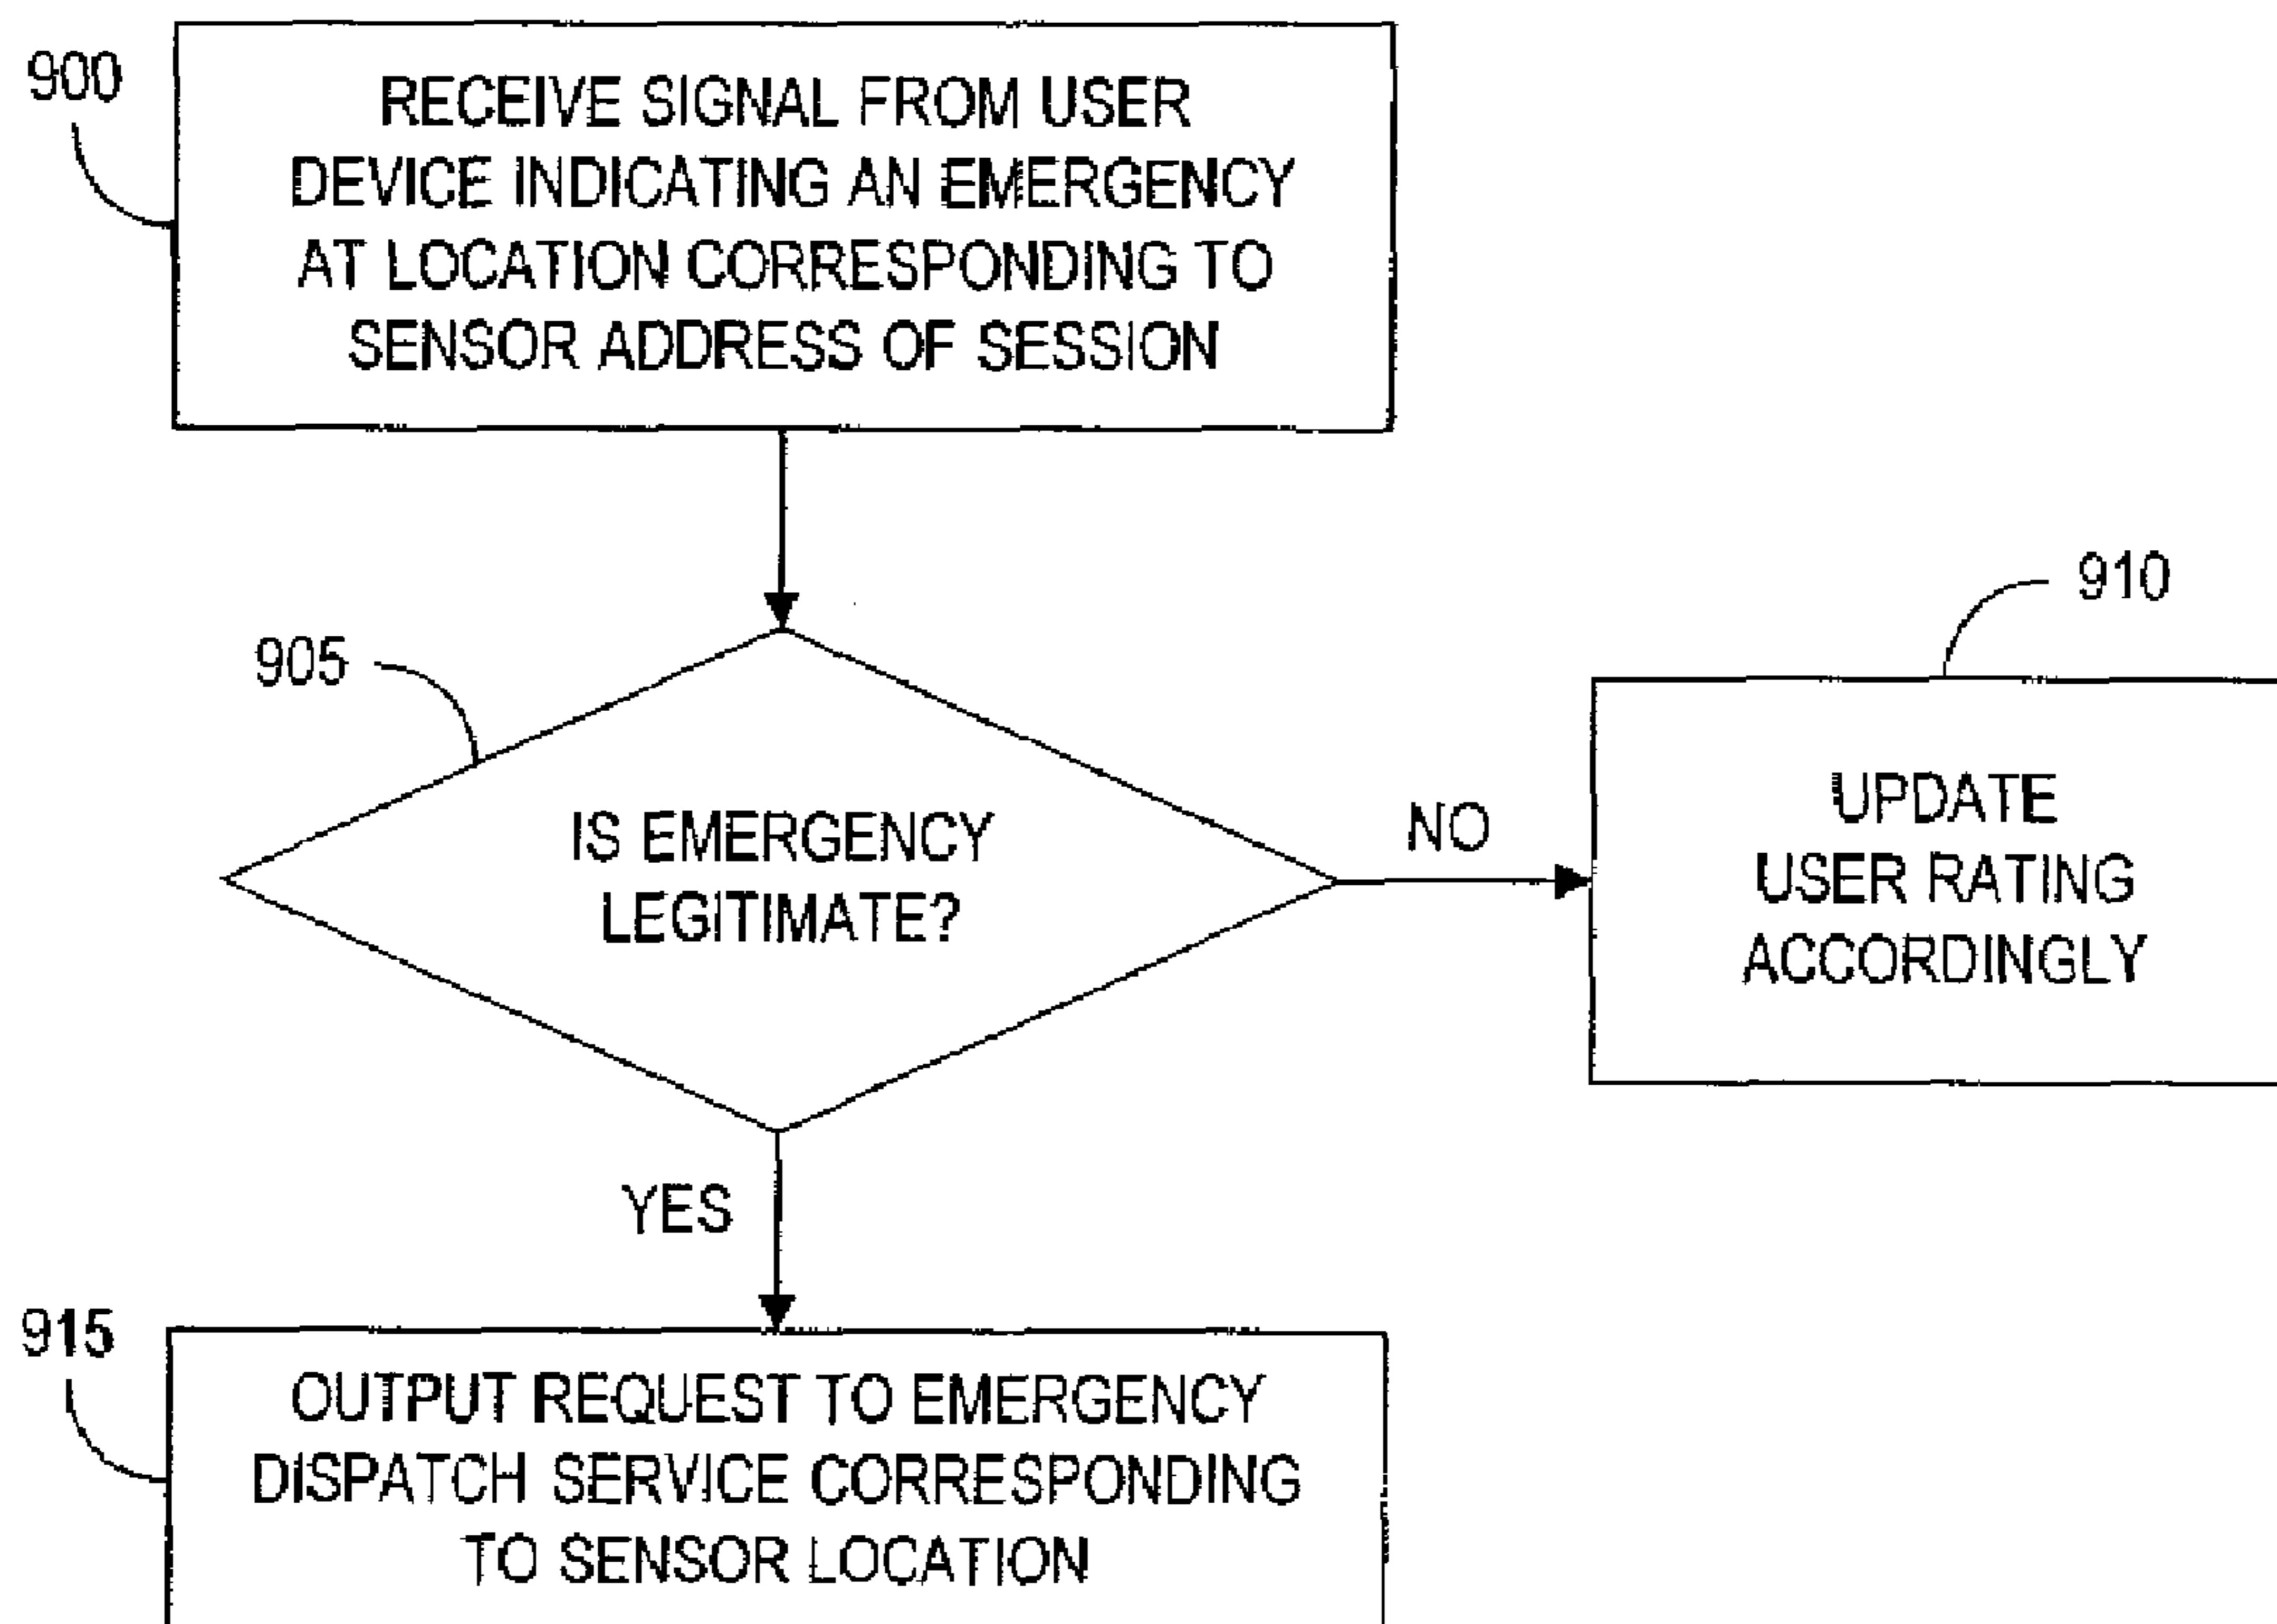 900
RECEIVE SIGNAL FROM USER
DEVICE INDICATING AN EMERGENCY
AT LOCATION CORRESPONDING TO
SENSOR ADDRESS OF SESSION
905
IS EMERGENCY
LEGITIMATE?
NO
910
UPDATE
USER RATING
ACCORDINGLY
YES
915
OUTPUT REQUEST TO EMERGENCY
DISPATCH SERVICE CORRESPONDING
TO SENSOR LOCATION